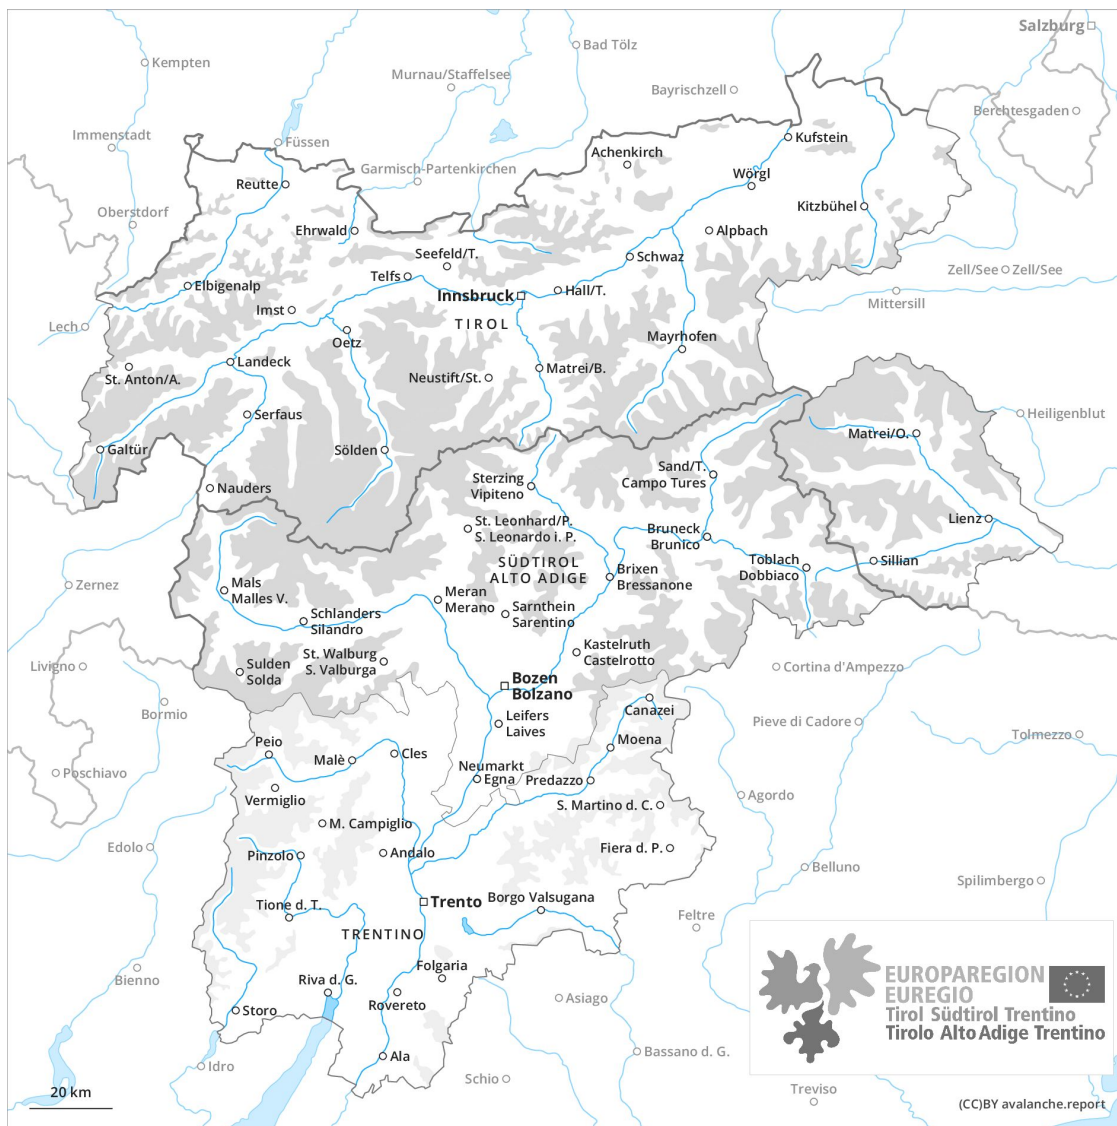 Salzburg
Bad Tölz
Kempten
Murnau/Staffelsee
Bayrischzell
Berchtesgaden
Immenstadt
Füssen
Kufstein
Achenkirch
Garmisch-Partenkirchen
Wörgl
Reutte
Kitzbühel
Oberstdorf
Ehrwald
Alpbach
Seefeld/T.
Schwaz
Telfs
Zell/See
Zell/See
Elbigenalp
Innsbruck
Hall/T.
Mittersill
Imst
TIROL
Lech
Oetz
Mayrhofen
Landeck
Matrei/B.
St. Anton/A.
Neustift/St.
Serfaus
Heiligenblut
Matrei/O.
Galtür
Sölden
Sand/T.
Campo Tures
Sterzing
Vipiteno
Nauders
Lienz
St. Leonhard/P.
S. Leonardo i. P.
Bruneck
Brunico
SÜDTIROL
ALTO ADIGE
Toblach
Dobbiaco
Sillian
Brixen
Bressanone
Zernez
Mals
Malles V.
Meran
Merano
Sarnthein
Sarentino
Schlanders
Silandro
Kastelruth
Castelrotto
St. Walburg
S. Valburga
Livigno
Sulden
Solda
Cortina d'Ampezzo
Bozen
Bolzano
Bormio
Canazei
Leifers
Laives
Pieve di Cadore
Tolmezzo
Peio
Moena
Malè
Cles
Poschiavo
Neumarkt
Egna
Predazzo
Vermiglio
Agordo
S. Martino d. C.
M. Campiglio
Edolo
Pinzolo
Andalo
Fiera d. P.
Belluno
Spilimbergo
Tione d. T.
Trento
Borgo Valsugana
Feltre
TRENTINO
Folgaria
Bienno
Riva d. G.
Rovereto
Asiago
Storo
EUROPAREGION
EUREGIO
Tirol Südtirol Trentino
Tirolo Alto Adige Trentino
Ala
Bassano d. G.
Idro
Schio
Treviso
20 km
(CC)BY avalanche.report